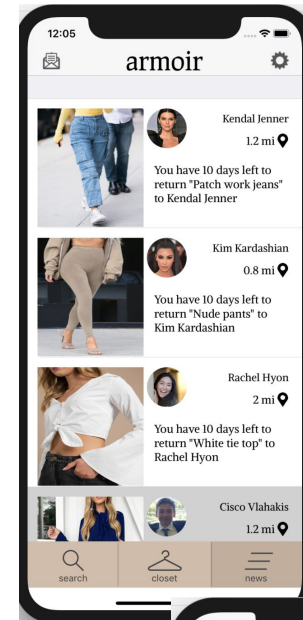 12:05
armoir
Kendal Jenner
1.2 mi
You have 10 days left to
return "Patch work jeans"
to Kendal Jenner
Kim Kardashian
0.8 mi
You have 10 days left to
return "Nude pants" to
Kim Kardashian
Rachel Hyon
2 mi
You have 10 days left to
return "White tie top" to
Rachel Hyon
Cisco Vlahakis
1.2 mi
search
closet
news